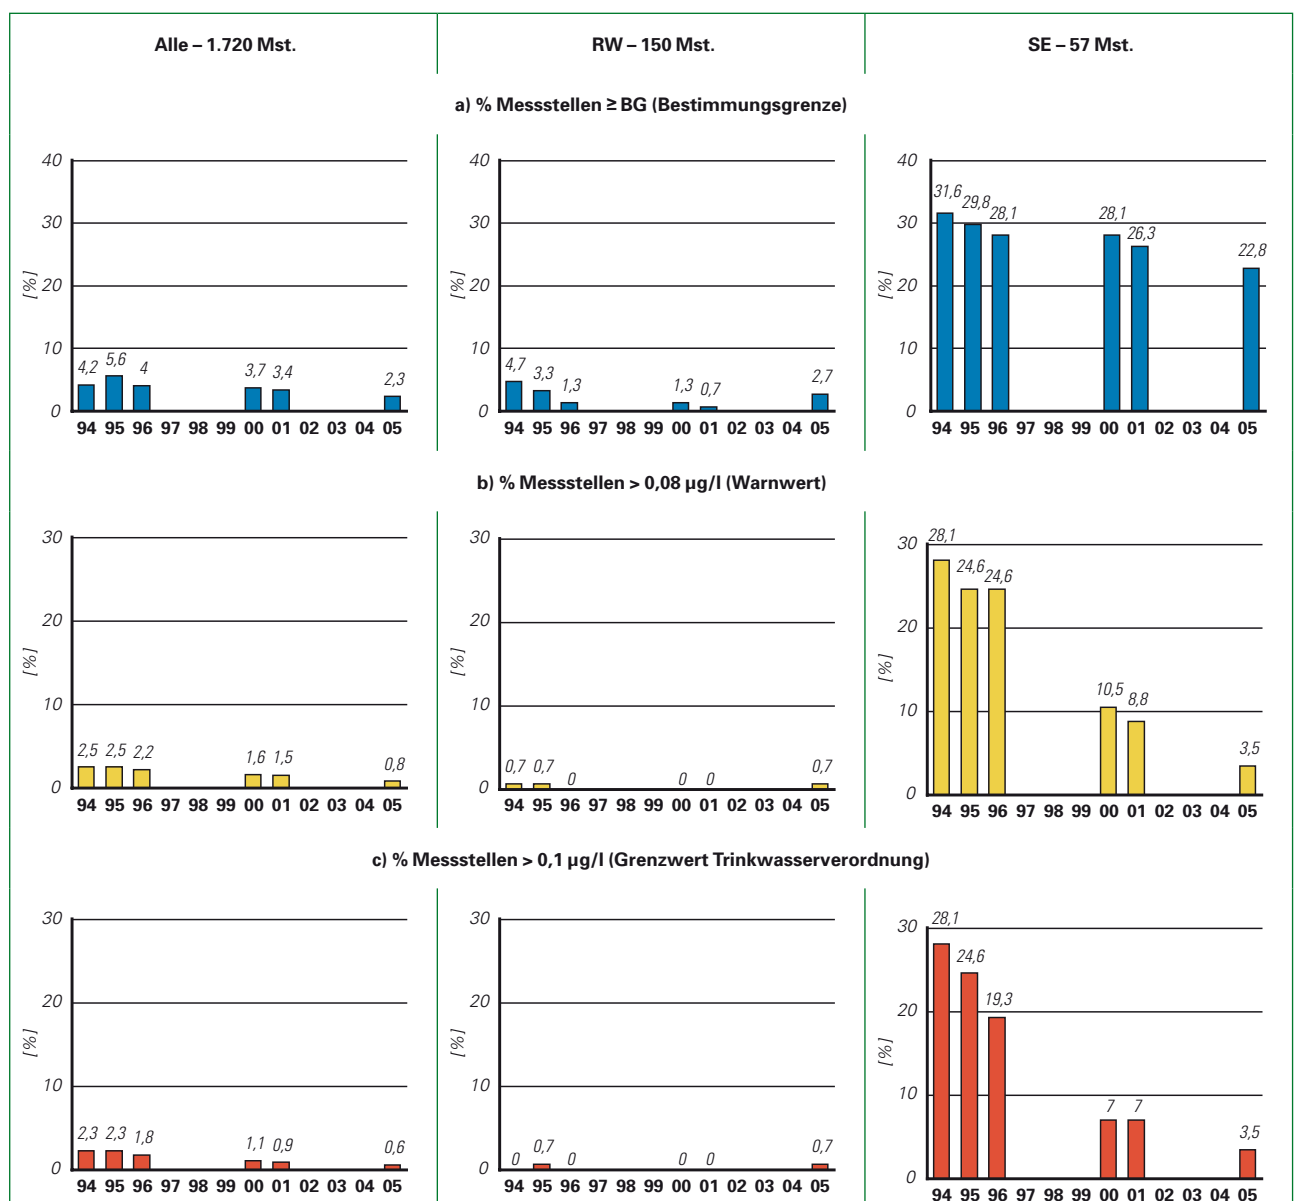 Alle – 1.720 Mst.
RW – 150 Mst.
SE – 57 Mst.
a) % Messstellen ≥ BG (Bestimmungsgrenze)
[%]
40
30
20
10
0
4,2 5,6 4 3,7 3,4 2,3
94 95 96 97 98 99 00 01 02 03 04 05
[%]
40
30
20
10
0
4,7 3,3 1,3 1,3 0,7 2,7
94 95 96 97 98 99 00 01 02 03 04 05
[%]
40
30
20
10
0
31,6 29,8 28,1 28,1 26,3 22,8
94 95 96 97 98 99 00 01 02 03 04 05
b) % Messstellen > 0,08 µg/l (Warnwert)
[%]
30
20
10
0
2,5 2,5 2,2 1,6 1,5 0,8
94 95 96 97 98 99 00 01 02 03 04 05
[%]
30
20
10
0
0,7 0,7 0 0 0 0,7
94 95 96 97 98 99 00 01 02 03 04 05
[%]
30
20
10
0
28,1 24,6 24,6 10,5 8,8 3,5
94 95 96 97 98 99 00 01 02 03 04 05
c) % Messstellen > 0,1 µg/l (Grenzwert Trinkwasserverordnung)
[%]
30
20
10
0
2,3 2,3 1,8 1,1 0,9 0,6
94 95 96 97 98 99 00 01 02 03 04 05
[%]
30
20
10
0
0 0,7 0 0 0 0,7
94 95 96 97 98 99 00 01 02 03 04 05
[%]
30
20
10
0
28,1 24,6 19,3 7 7 3,5
94 95 96 97 98 99 00 01 02 03 04 05